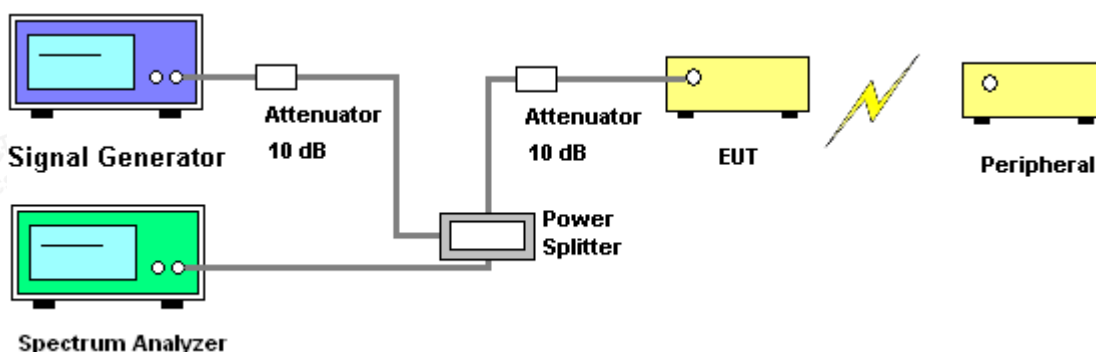 Attenuator
10 dB
Signal Generator
Attenuator
10 dB
EUT
Peripheral
Power
Splitter
Spectrum Analyzer